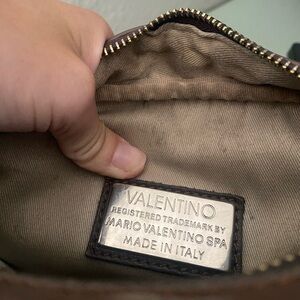 VALENTINO
REGISTERED TRADEMARK BY
MARIO VALENTINO SPA
MADE IN ITALY